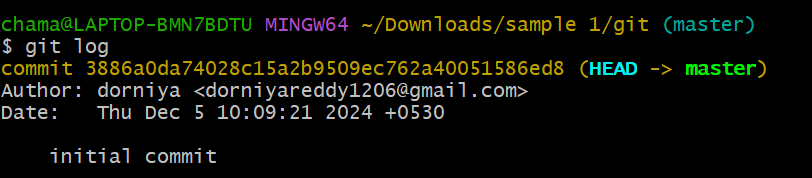 chama@LAPTOP-BMN7BDTU MINGW64 ~/Downloads/sample 1/git (master)
$ git log
commit 3886a0da74028c15a2b9509ec762a40051586ed8 (HEAD -> master)
Author: dorniya <dorniyareddy1206@gmail.com>
Date:   Thu Dec 5 10:09:21 2024 +0530
    initial commit